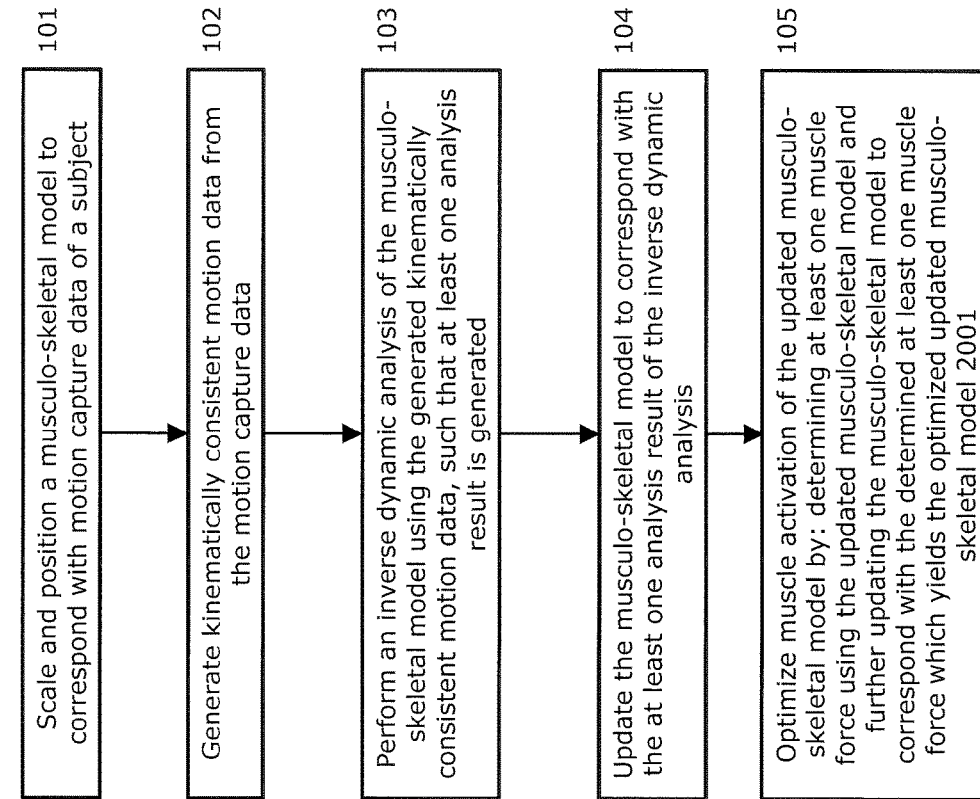 Scale and position a musculo-skeletal model to
correspond with motion capture data of a subject
101
Generate kinematically consistent motion data from
the motion capture data
102
Perform an inverse dynamic analysis of the musculo-
skeletal model using the generated kinematically
consistent motion data, such that at least one analysis
result is generated
103
Update the musculo-skeletal model to correspond with
the at least one analysis result of the inverse dynamic
analysis
104
Optimize muscle activation of the updated musculo-
skeletal model by: determining at least one muscle
force using the updated musculo-skeletal model and
further updating the musculo-skeletal model to
correspond with the determined at least one muscle
force which yields the optimized updated musculo-
skeletal model 2001
105